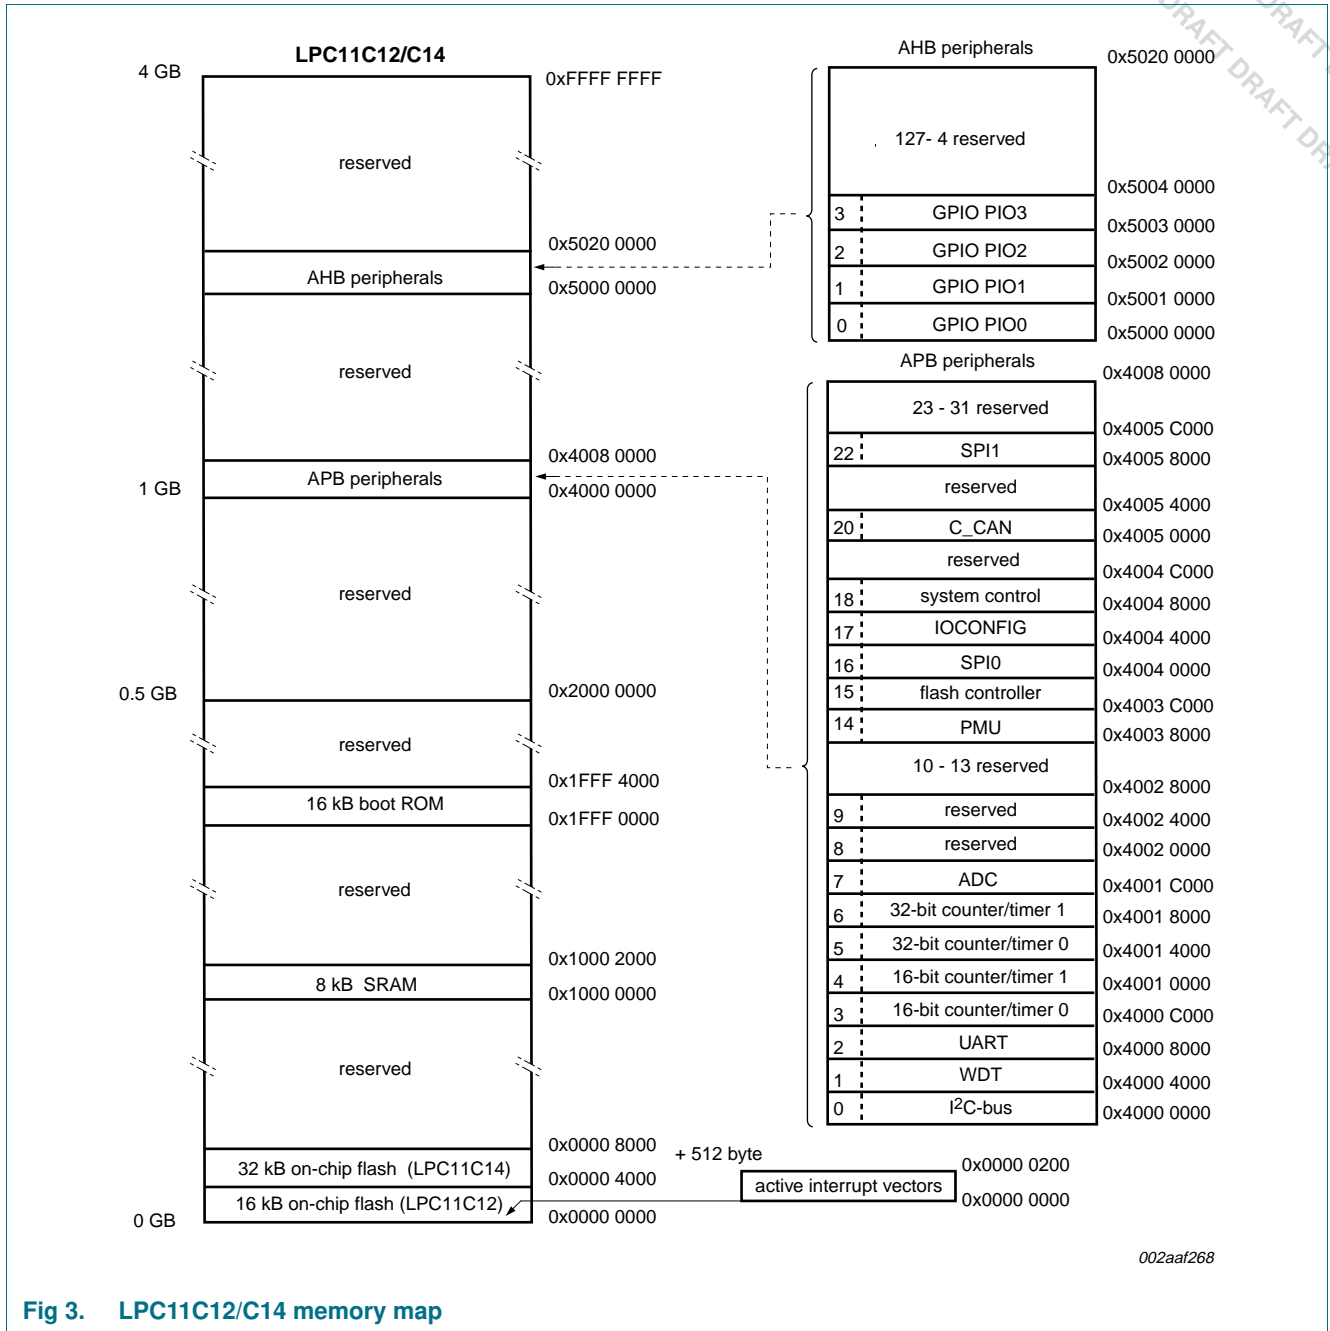 LPC11C12/C14
4 GB
0xFFFF FFFF
reserved
0x5020 0000
AHB peripherals
0x5000 0000
reserved
0x4008 0000
APB peripherals
1 GB
0x4000 0000
reserved
0.5 GB
0x2000 0000
reserved
0x1FFF 4000
16 kB boot ROM
0x1FFF 0000
reserved
0x1000 2000
8 kB SRAM
0x1000 0000
reserved
0x0000 8000
32 kB on-chip flash (LPC11C14)
0x0000 4000
16 kB on-chip flash (LPC11C12)
0 GB
0x0000 0000
+ 512 byte
0x0000 0200
active interrupt vectors
0x0000 0000
AHB peripherals
0x5020 0000
127- 4 reserved
0x5004 0000
3 GPIO PIO3
0x5003 0000
2 GPIO PIO2
0x5002 0000
1 GPIO PIO1
0x5001 0000
0 GPIO PIO0
0x5000 0000
APB peripherals
0x4008 0000
23 - 31 reserved
0x4005 C000
22 SPI1
0x4005 8000
reserved
0x4005 4000
20 C_CAN
0x4005 0000
reserved
0x4004 C000
18 system control
0x4004 8000
17 IOCONFIG
0x4004 4000
16 SPI0
0x4004 0000
15 flash controller
0x4003 C000
14 PMU
0x4003 8000
10 - 13 reserved
0x4002 8000
9 reserved
0x4002 4000
8 reserved
0x4002 0000
7 ADC
0x4001 C000
6 32-bit counter/timer 1
0x4001 8000
5 32-bit counter/timer 0
0x4001 4000
4 16-bit counter/timer 1
0x4001 0000
3 16-bit counter/timer 0
0x4000 C000
2 UART
0x4000 8000
1 WDT
0x4000 4000
0 I2C-bus
0x4000 0000
002aaf268
Fig 3. LPC11C12/C14 memory map
DRAFT DRAFT
DRAFT